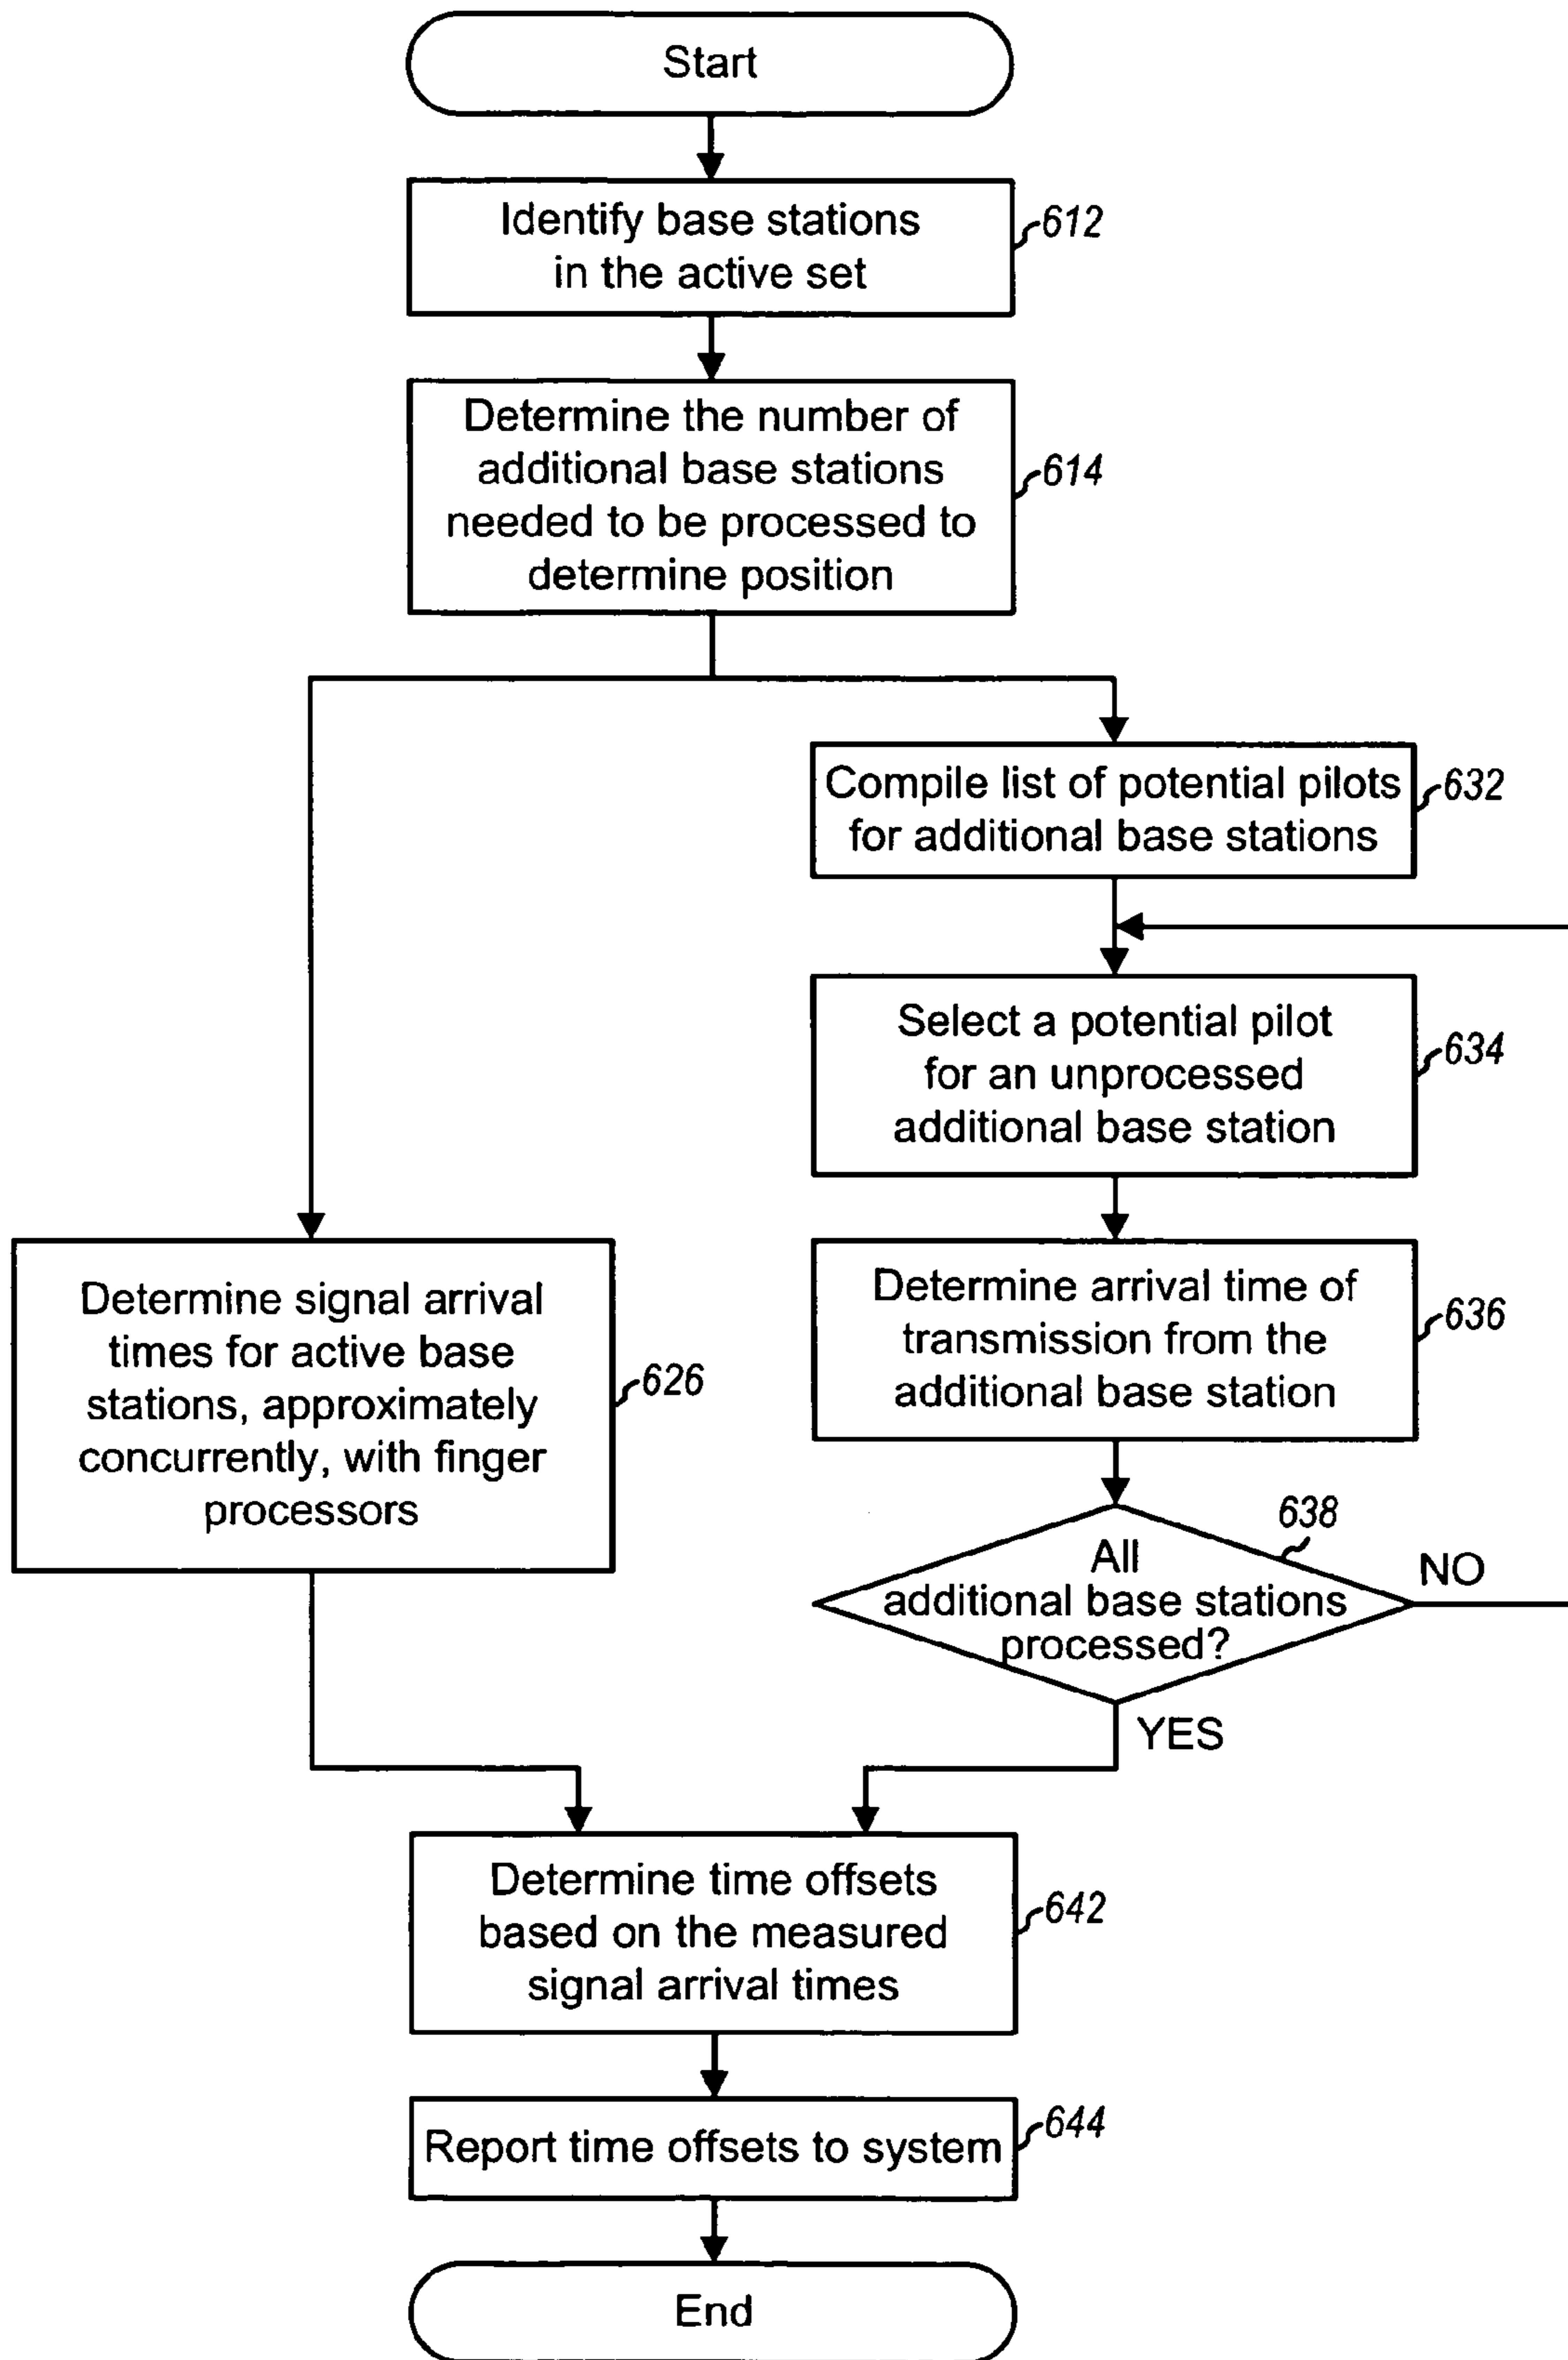 Start
Identify base stations
in the active set
612
Determine the number of
additional base stations
needed to be processed to
determine position
614
Compile list of potential pilots
for additional base stations
632
Select a potential pilot
for an unprocessed
additional base station
634
Determine signal arrival
times for active base
stations, approximately
concurrently, with finger
processors
626
Determine arrival time of
transmission from the
additional base station
636
638
All
additional base stations
processed?
NO
YES
Determine time offsets
based on the measured
signal arrival times
642
Report time offsets to system
644
End